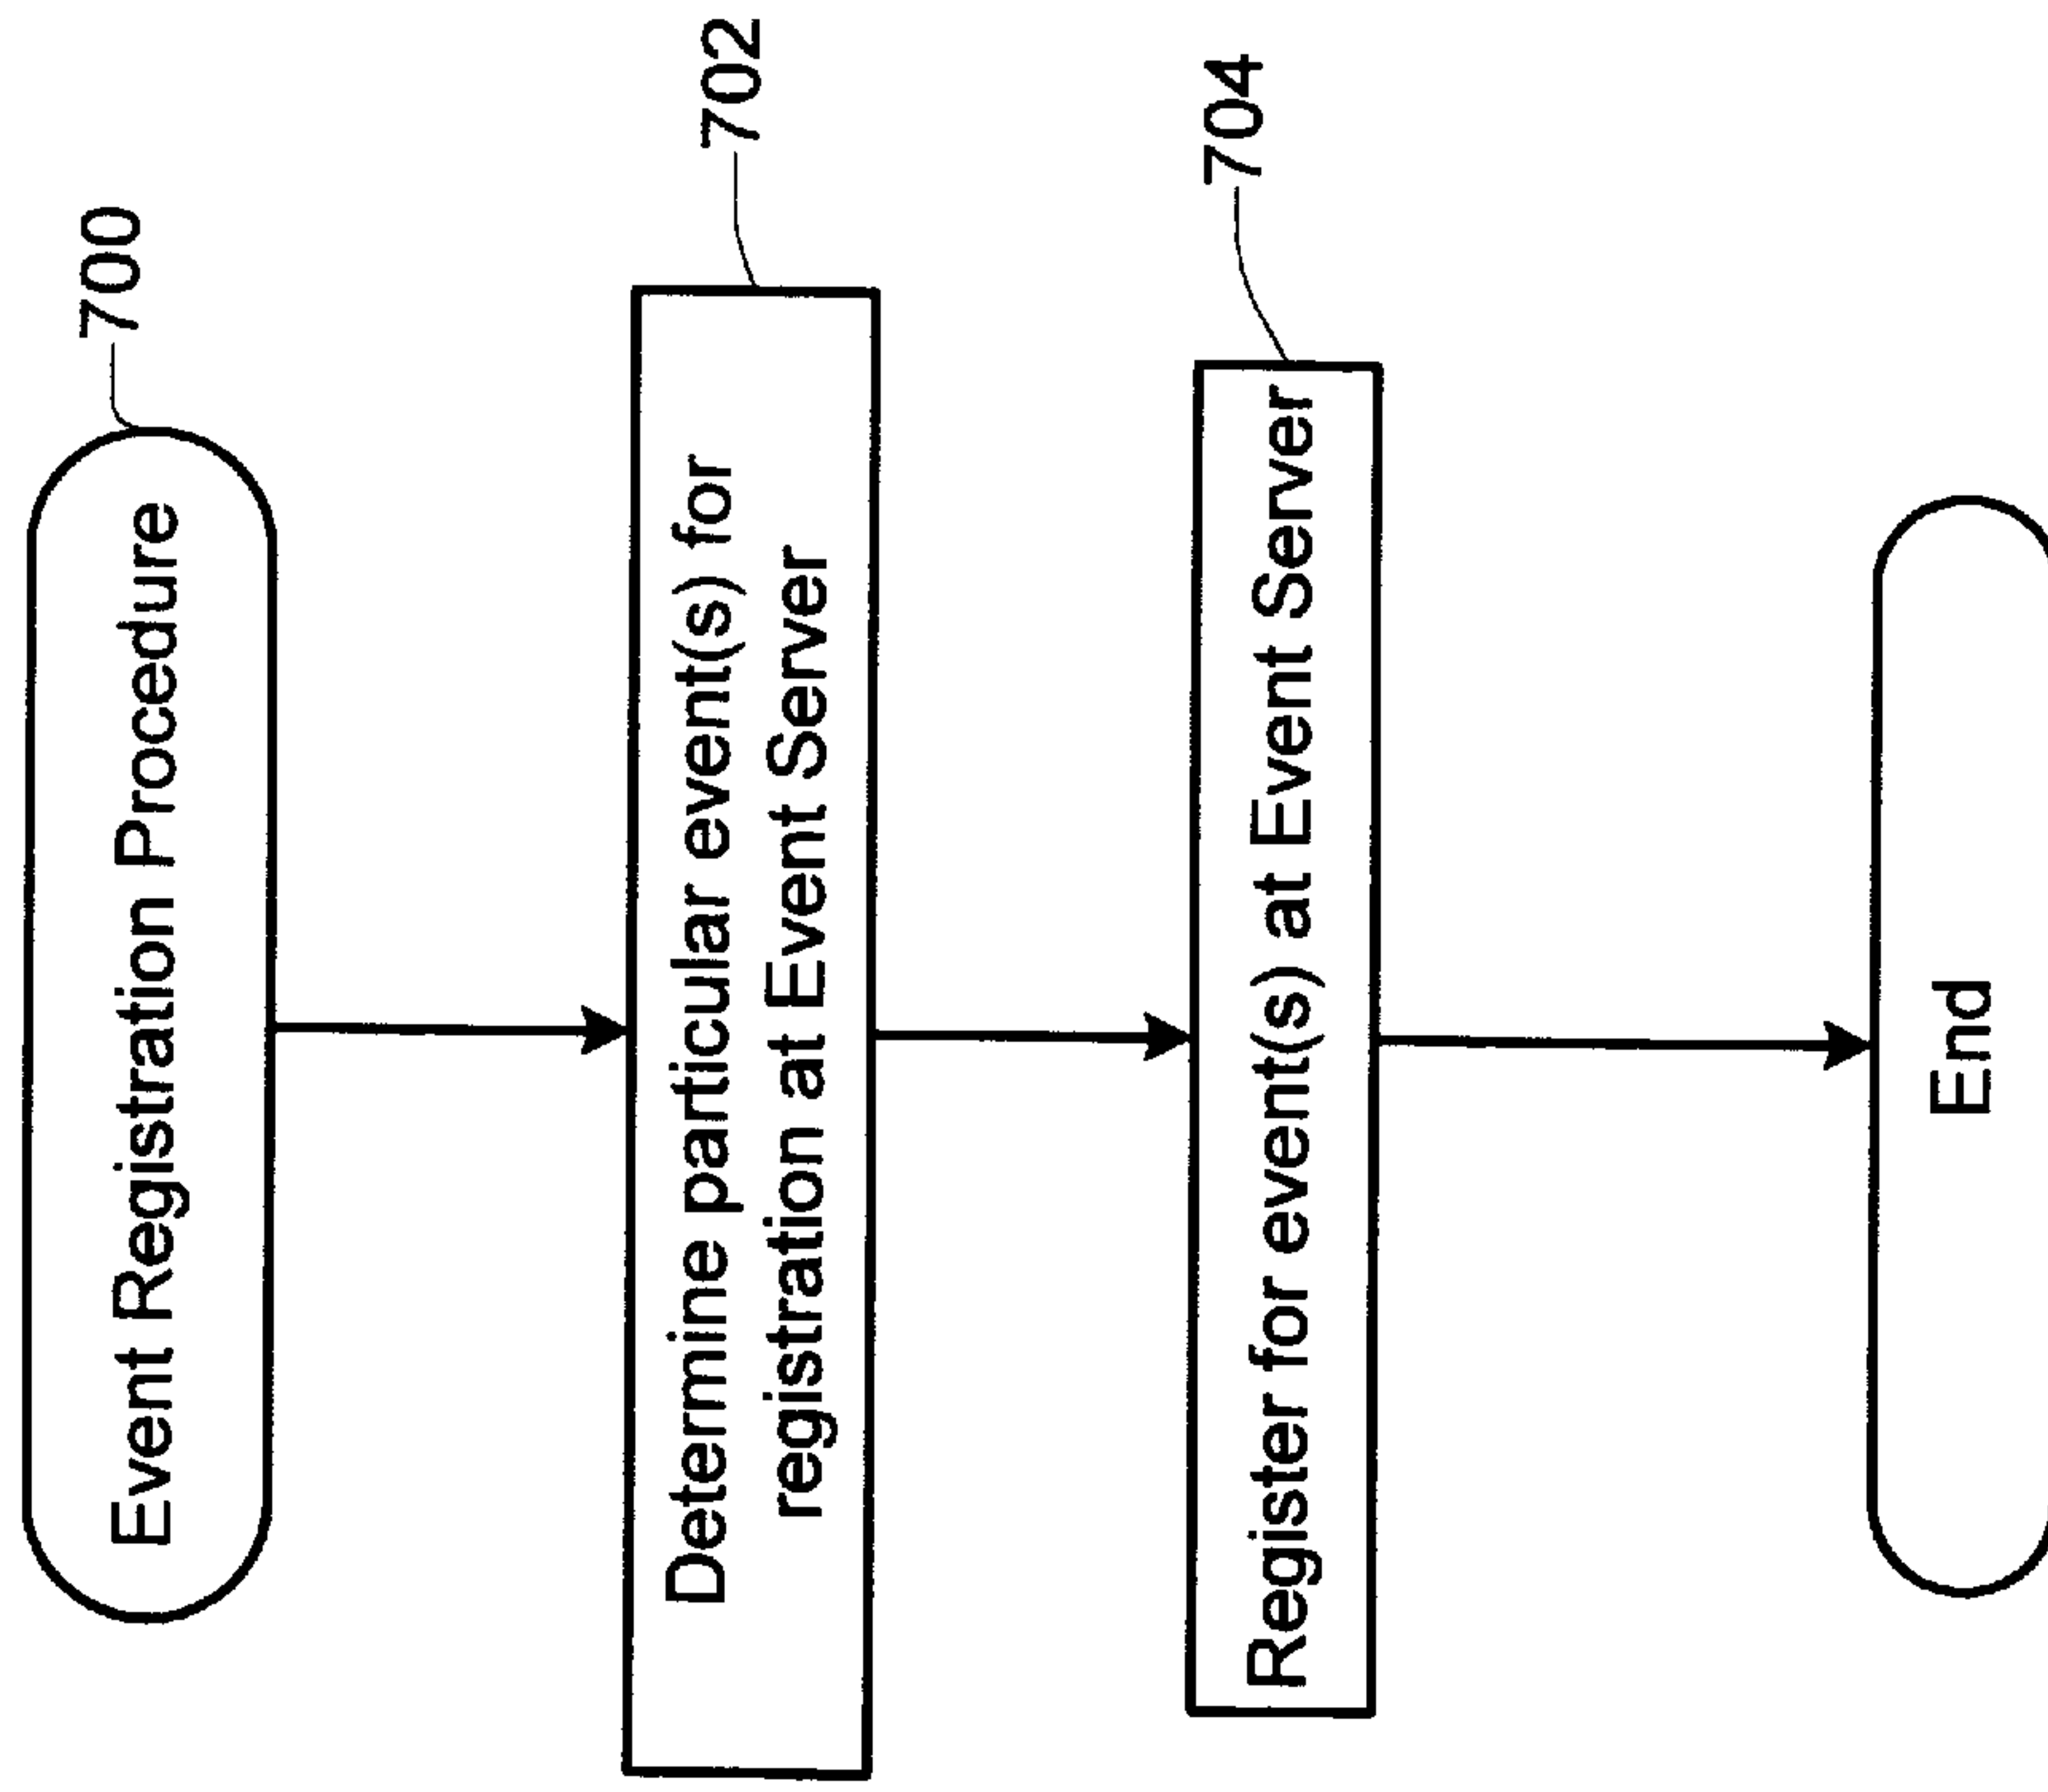 Event Registration Procedure
700
Determine particular event(s) for
registration at Event Server
702
Register for event(s) at Event Server
704
End